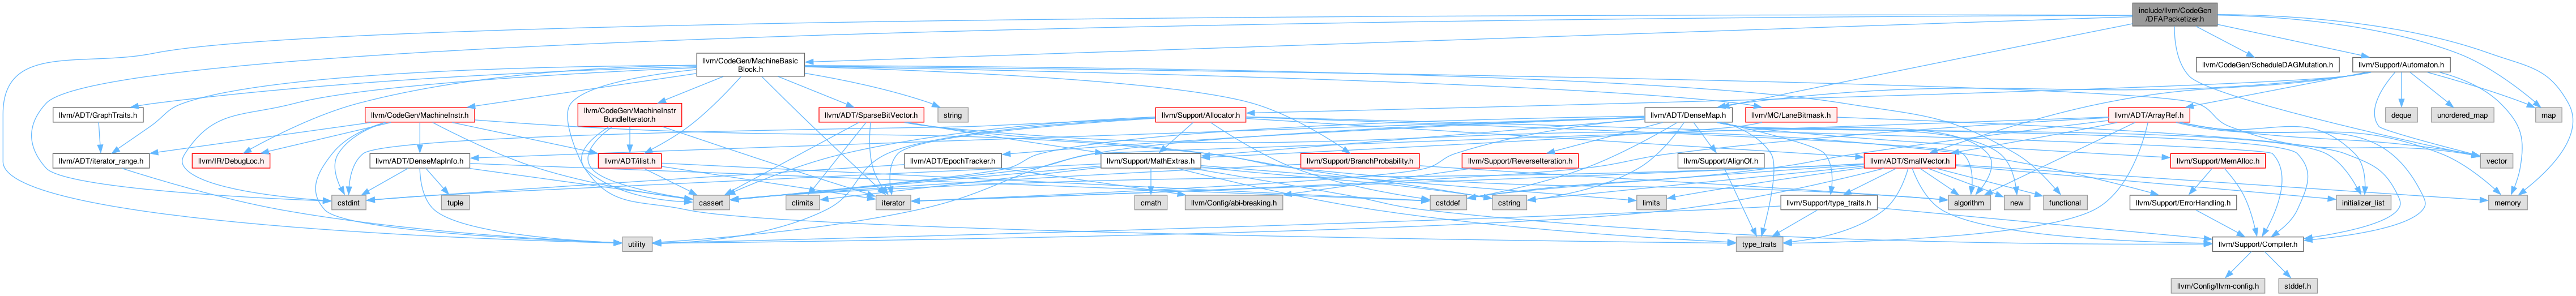 include/llvm/CodeGen
/DFAPacketizer.h
llvm/CodeGen/MachineBasic
Block.h
llvm/CodeGen/ScheduleDAGMutation.h
llvm/Support/Automaton.h
llvm/ADT/GraphTraits.h
llvm/CodeGen/MachineInstr.h
llvm/CodeGen/MachineInstr
BundleIterator.h
llvm/ADT/SparseBitVector.h
string
llvm/Support/Allocator.h
llvm/ADT/DenseMap.h
llvm/MC/LaneBitmask.h
llvm/ADT/ArrayRef.h
deque
unordered_map
map
llvm/ADT/iterator_range.h
llvm/IR/DebugLoc.h
llvm/ADT/DenseMapInfo.h
llvm/ADT/ilist.h
llvm/ADT/EpochTracker.h
llvm/Support/MathExtras.h
llvm/Support/BranchProbability.h
llvm/Support/ReverseIteration.h
llvm/ADT/SmallVector.h
llvm/Support/AlignOf.h
llvm/Support/MemAlloc.h
vector
cstdint
tuple
cassert
climits
iterator
cmath
llvm/Config/abi-breaking.h
cstddef
cstring
limits
llvm/Support/type_traits.h
algorithm
new
functional
llvm/Support/ErrorHandling.h
initializer_list
memory
utility
type_traits
llvm/Support/Compiler.h
llvm/Config/llvm-config.h
stddef.h